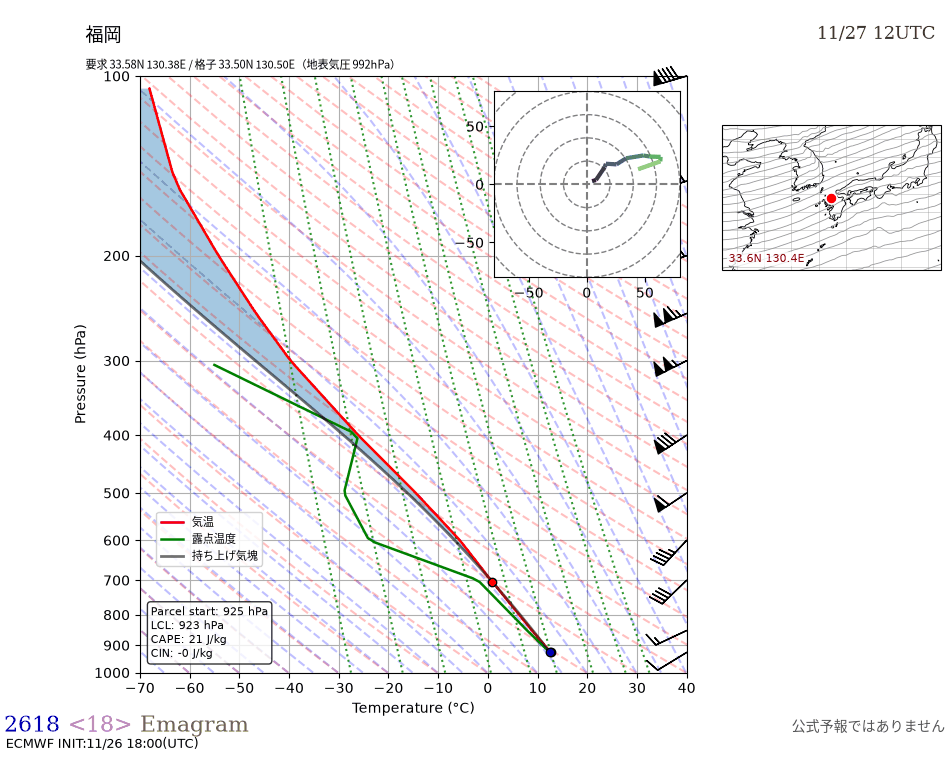 福岡
11/27 12UTC
要求 33.58N 130.38E / 格子 33.50N 130.50E（地表気圧 992hPa）
100
200
300
400
500
600
700
800
900
1000
Pressure (hPa)
−70 −60 −50 −40 −30 −20 −10 0 10 20 30 40
Temperature (°C)
50
0
−50
−50 0 50
33.6N 130.4E
気温
露点温度
持ち上げ気塊
Parcel start: 925 hPa
LCL: 923 hPa
CAPE: 21 J/kg
CIN: -0 J/kg
2618 <18> Emagram
ECMWF INIT:11/26 18:00(UTC)
公式予報ではありません